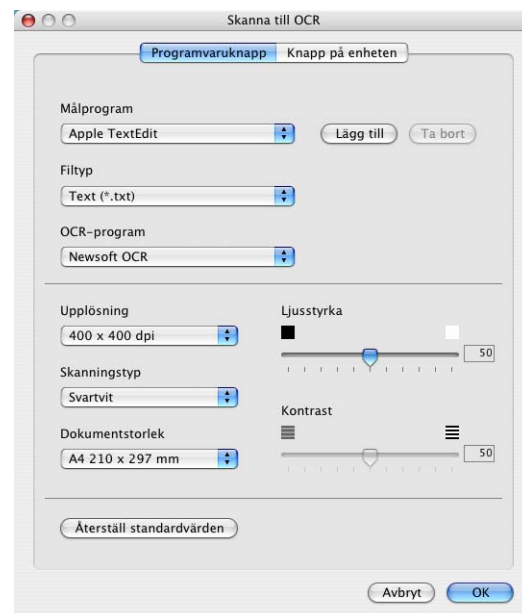 Skanna till OCR
Programvaruknapp Knapp på enheten
Målprogram
Apple TextEdit Lägg till Ta bort
Filtyp
Text (*.txt)
OCR-program
Newsoft OCR
Upplösning Ljusstyrka
400 x 400 dpi
50
Skanningstyp
Svartvit
Kontrast
Dokumentstorlek
A4 210 x 297 mm 50
Återställ standardvärden
Avbryt OK